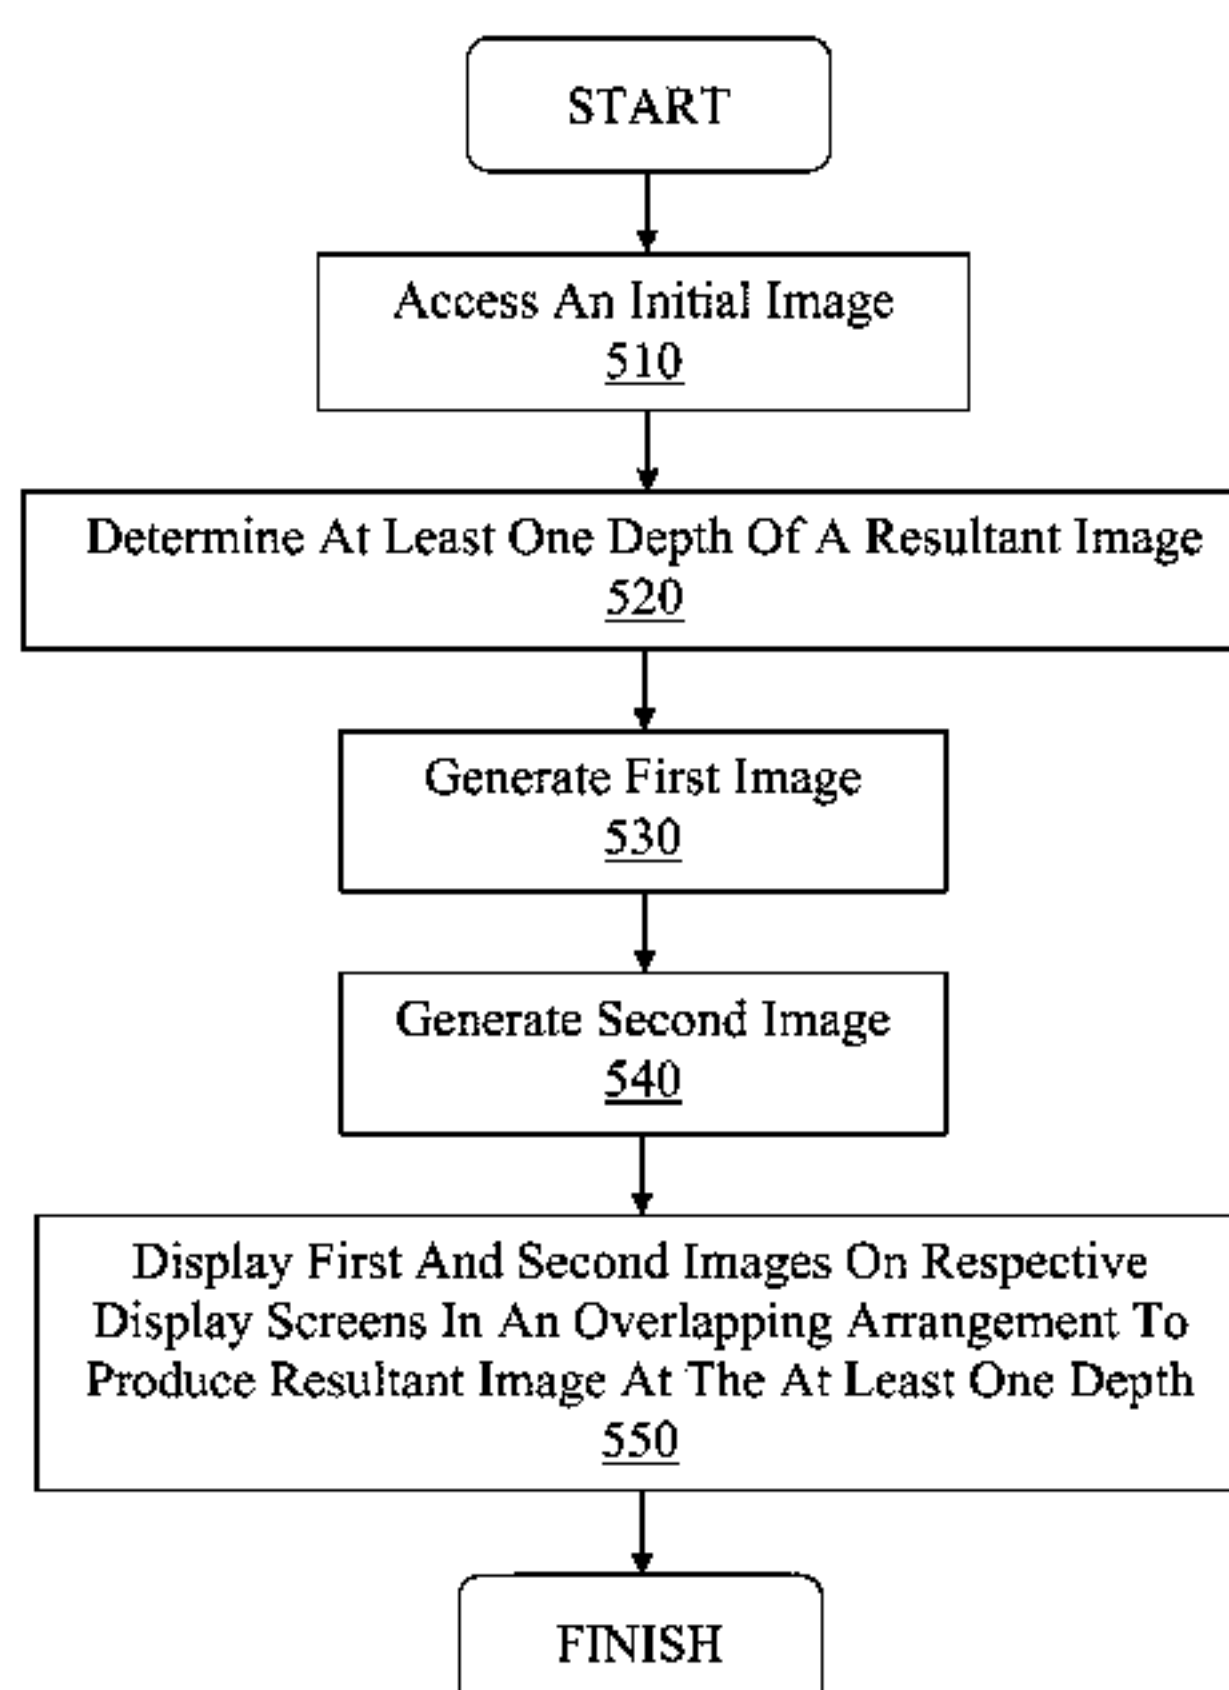 START
Access An Initial Image
510
Determine At Least One Depth Of A Resultant Image
520
Generate First Image
530
Generate Second Image
540
Display First And Second Images On Respective
Display Screens In An Overlapping Arrangement To
Produce Resultant Image At The At Least One Depth
550
FINISH